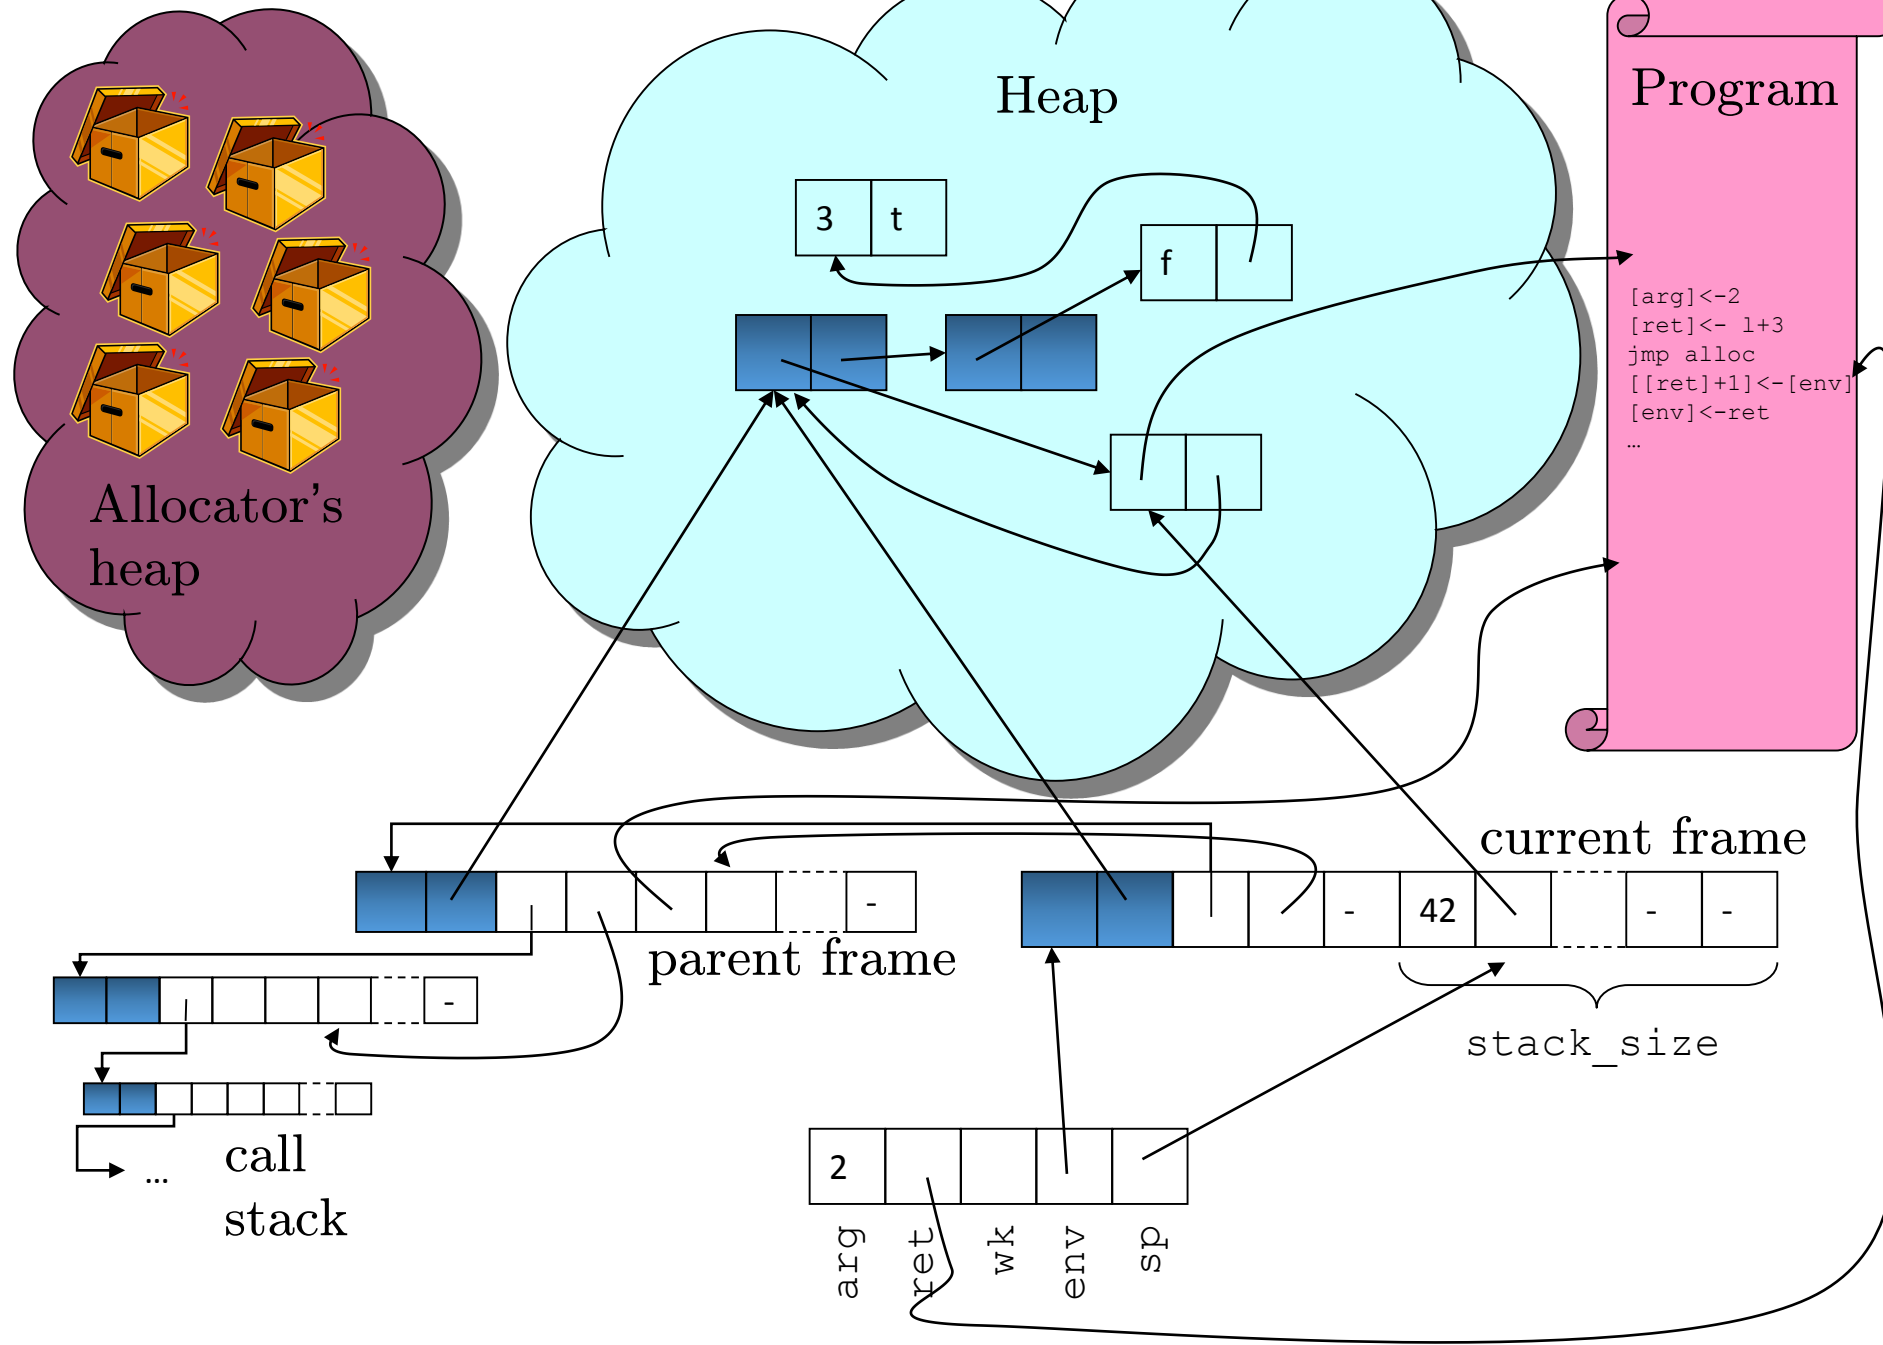 Heap
Program
3 t
f
[arg]<-2
[ret]<- l+3
jmp alloc
[[ret]+1]<-[env]
[env]<-ret
…
Allocator's
heap
current frame
-
- 42 - -
parent frame
-
stack_size
call
stack
…
2
arg ret wk env sp